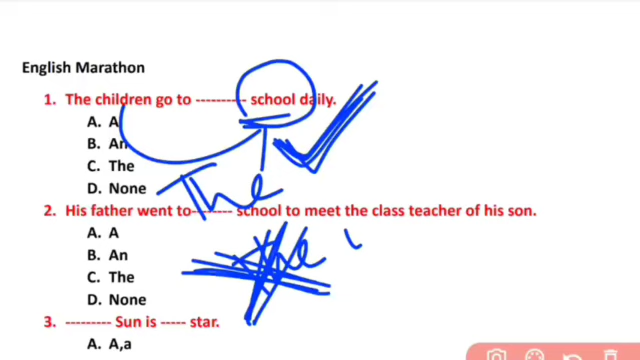 English Marathon
1. The children go to ---------- school daily.
A. A
B. An
C. The
D. None
The
2. His father went to-------- school to meet the class teacher of his son.
A. A
B. An
C. The
D. None
the
3. --------- Sun is ----- star.
A. A,a